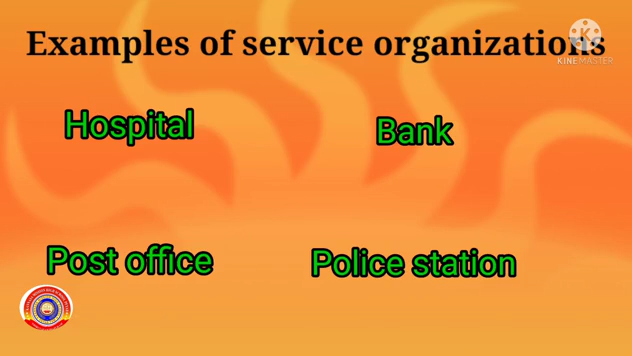 Examples of service organizations
KINEMASTER
Hospital
Bank
Post office
Police station